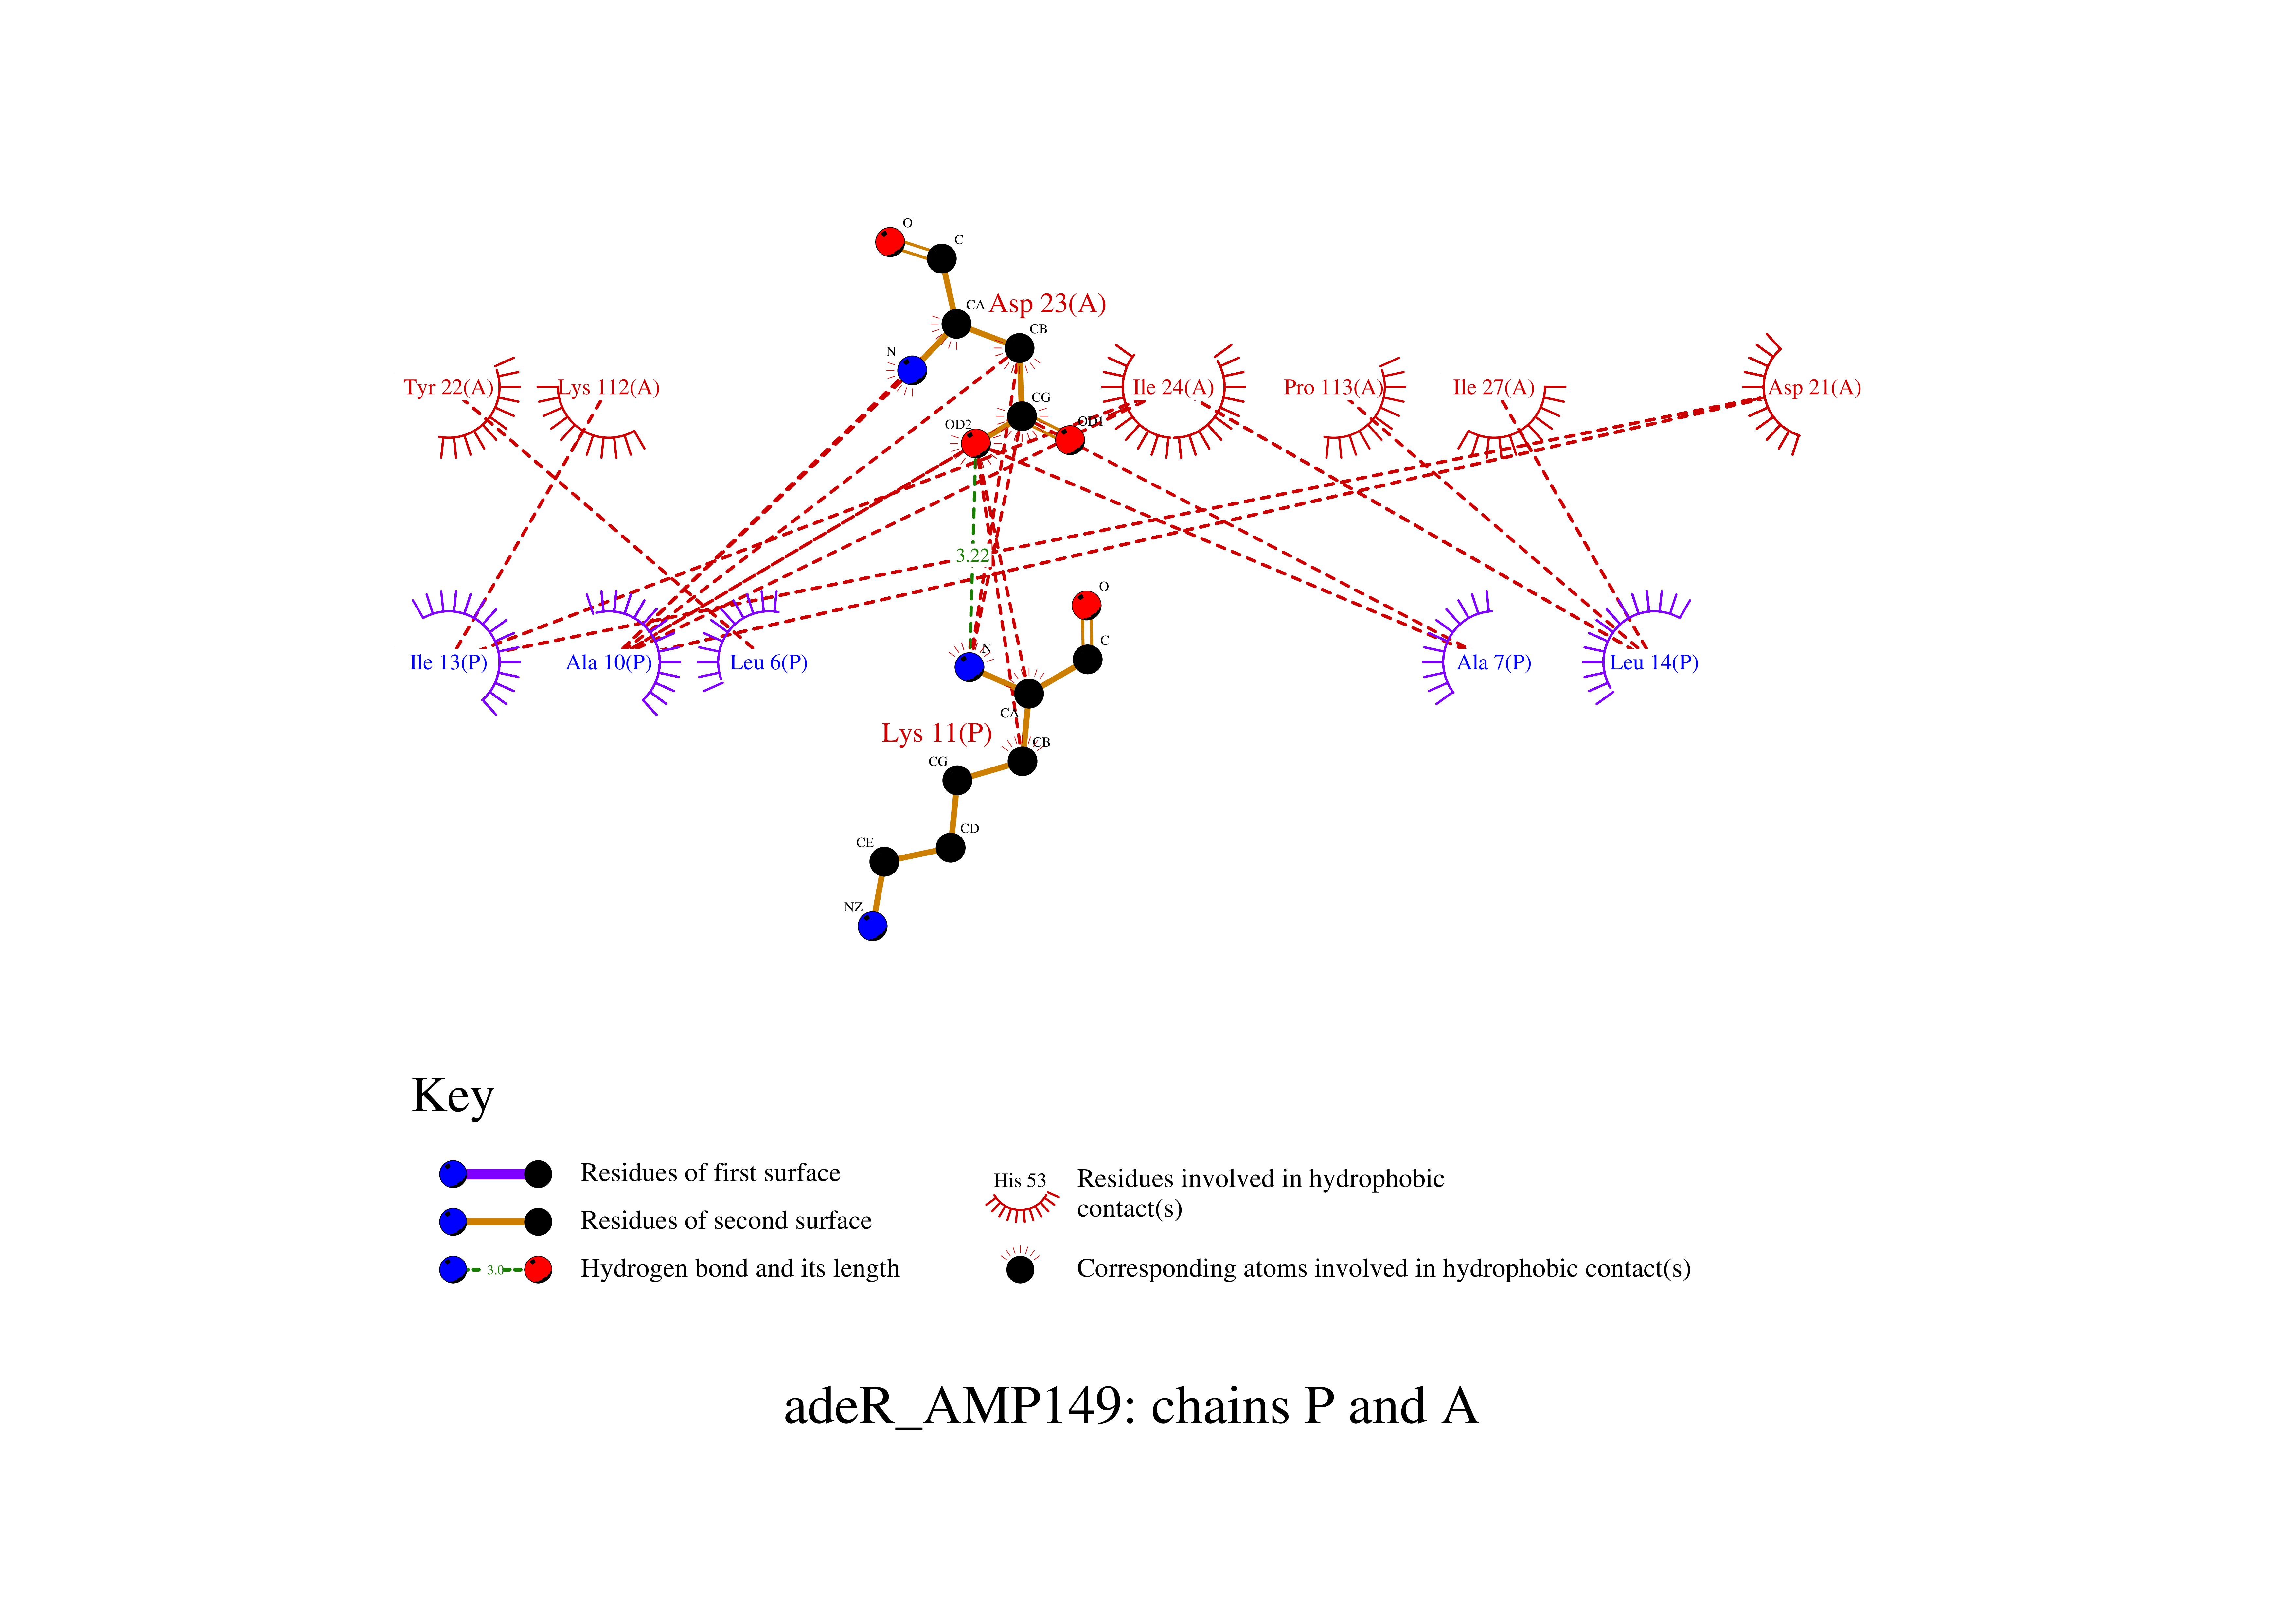 O
C
CA
Asp 23(A)
CB
N
Tyr 22(A)
Lys 112(A)
Ile 24(A)
Pro 113(A)
Ile 27(A)
Asp 21(A)
CG
OD2
OD1
3.22
O
N
C
Ile 13(P)
Ala 10(P)
Leu 6(P)
Ala 7(P)
Leu 14(P)
CA
Lys 11(P)
CB
CG
CD
CE
NZ
Key
Residues of first surface
Residues of second surface
3.0
Hydrogen bond and its length
His 53
Residues involved in hydrophobic
contact(s)
Corresponding atoms involved in hydrophobic contact(s)
adeR_AMP149: chains P and A